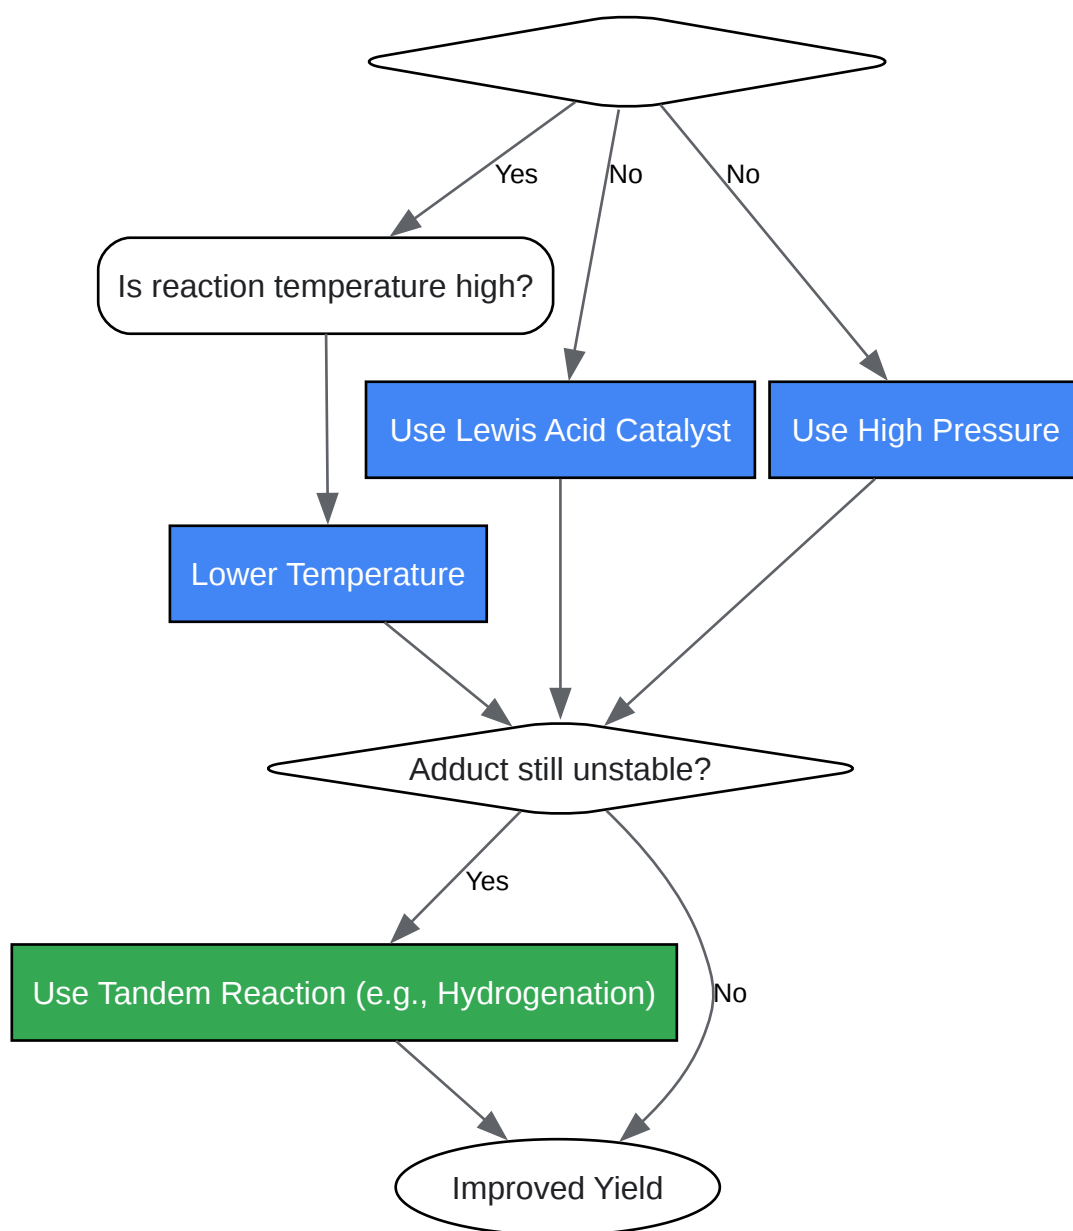 Yes
No
No
Is reaction temperature high?
Use Lewis Acid Catalyst
Use High Pressure
Lower Temperature
Adduct still unstable?
Yes
Use Tandem Reaction (e.g., Hydrogenation)
No
Improved Yield